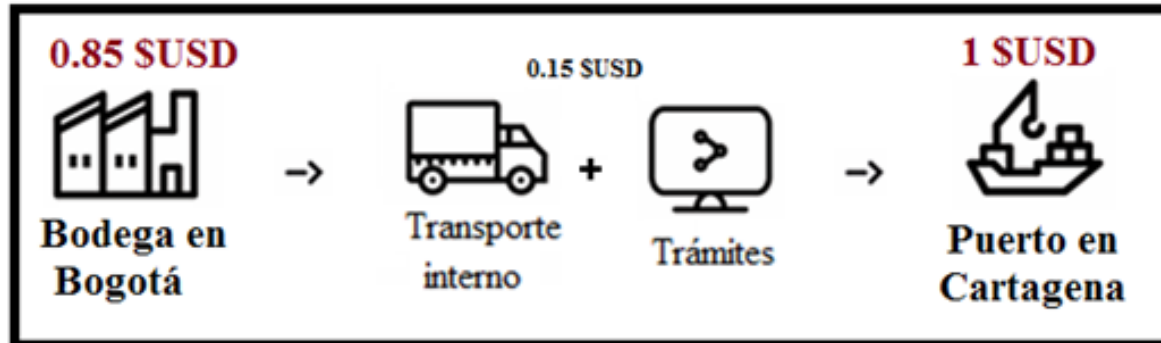 0.85 $USD
0.15 $USD
1 $USD
Bodega en
Bogotá
Transporte
interno
+
Trámites
Puerto en
Cartagena